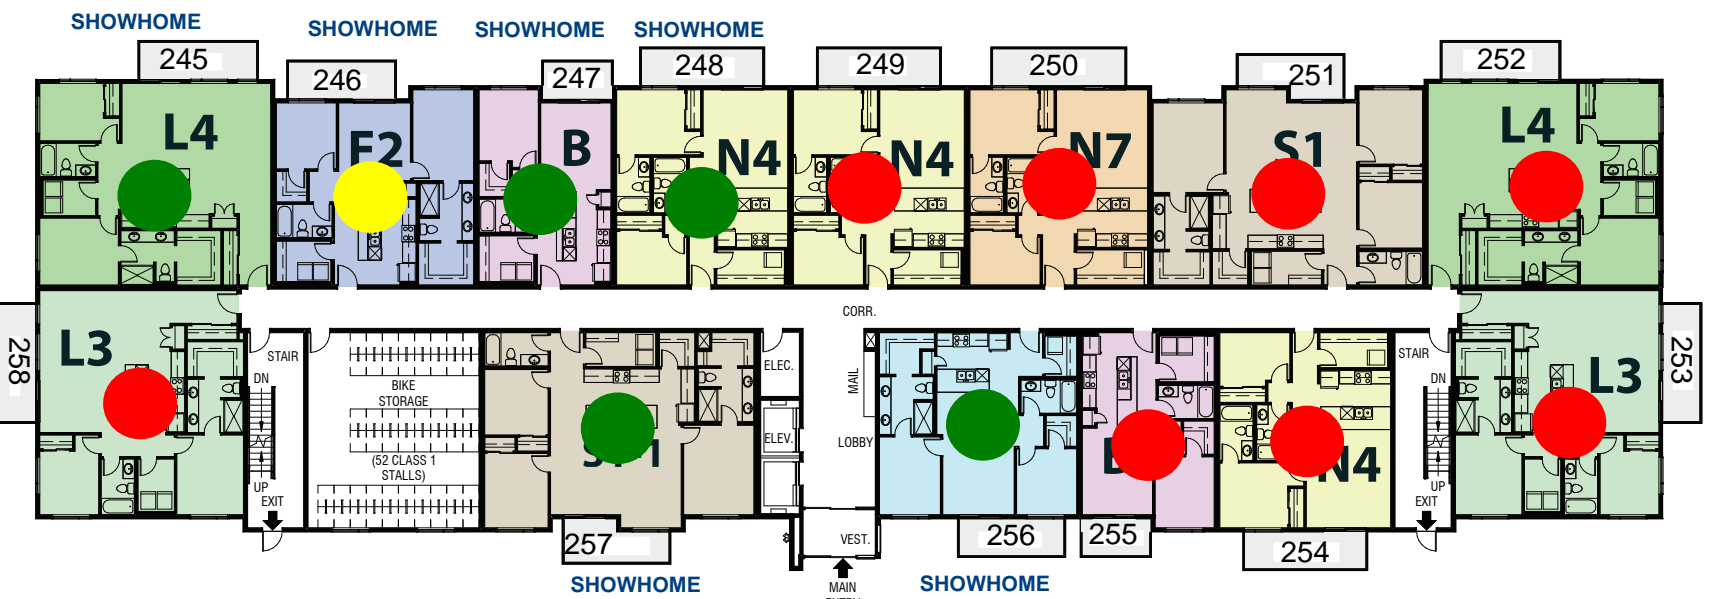 SHOWHOME
SHOWHOME
SHOWHOME
SHOWHOME
245
246
247
248
249
250
251
252
L4
F2
B
N4
N4
N7
S1
L4
CORR.
258
L3
STAIR
DN
UP
EXIT
BIKE
STORAGE
(52 CLASS 1
STALLS)
ELEC.
ELEV.
MAIL
LOBBY
VEST.
MAIN
N4
STAIR
DN
UP
EXIT
L3
253
257
256
255
254
SHOWHOME
SHOWHOME